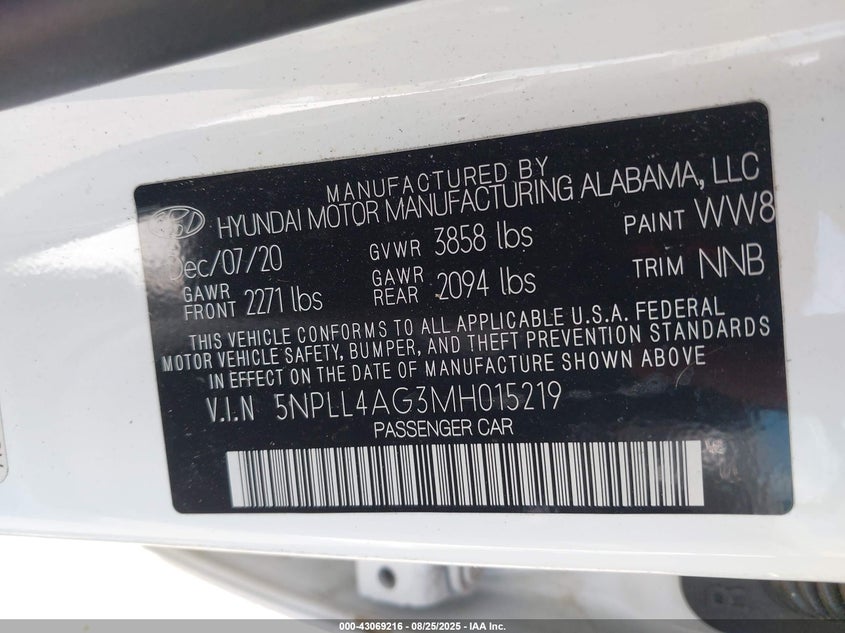 MANUFACTURED BY
HYUNDAI MOTOR MANUFACTURING ALABAMA, LLC
Dec/07/20 GVWR 3858 lbs PAINT WW8
GAWR FRONT 2271 lbs GAWR REAR 2094 lbs TRIM NNB
THIS VEHICLE CONFORMS TO ALL APPLICABLE U.S.A. FEDERAL
MOTOR VEHICLE SAFETY, BUMPER, AND THEFT PREVENTION STANDARDS
IN EFFECT ON THE DATE OF MANUFACTURE SHOWN ABOVE
V.I.N 5NPLL4AG3MH015219
PASSENGER CAR
000-43069216 - 08/25/2025 - IAA Inc.